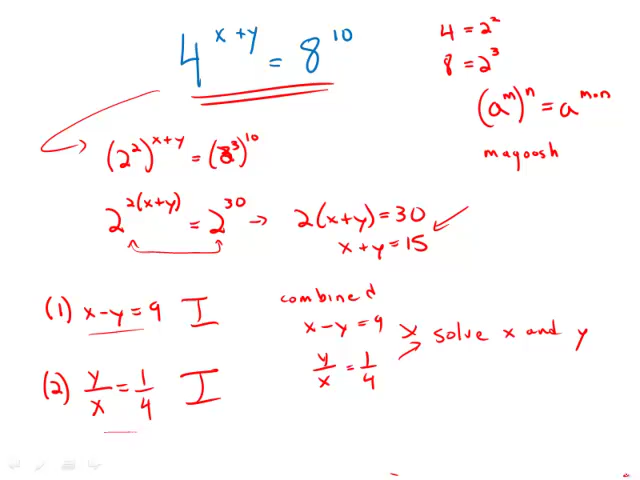 4^(x+y) = 8^10
4 = 2^2
8 = 2^3
(a^m)^n = a^(m·n)
magoosh
(2^2)^(x+y) = (2^3)^10
2^(2(x+y)) = 2^30 → 2(x+y) = 30
x+y = 15
(1) x-y = 9 I
(2) y/x = 1/4 I
combined
x-y = 9
y/x = 1/4
solve x and y